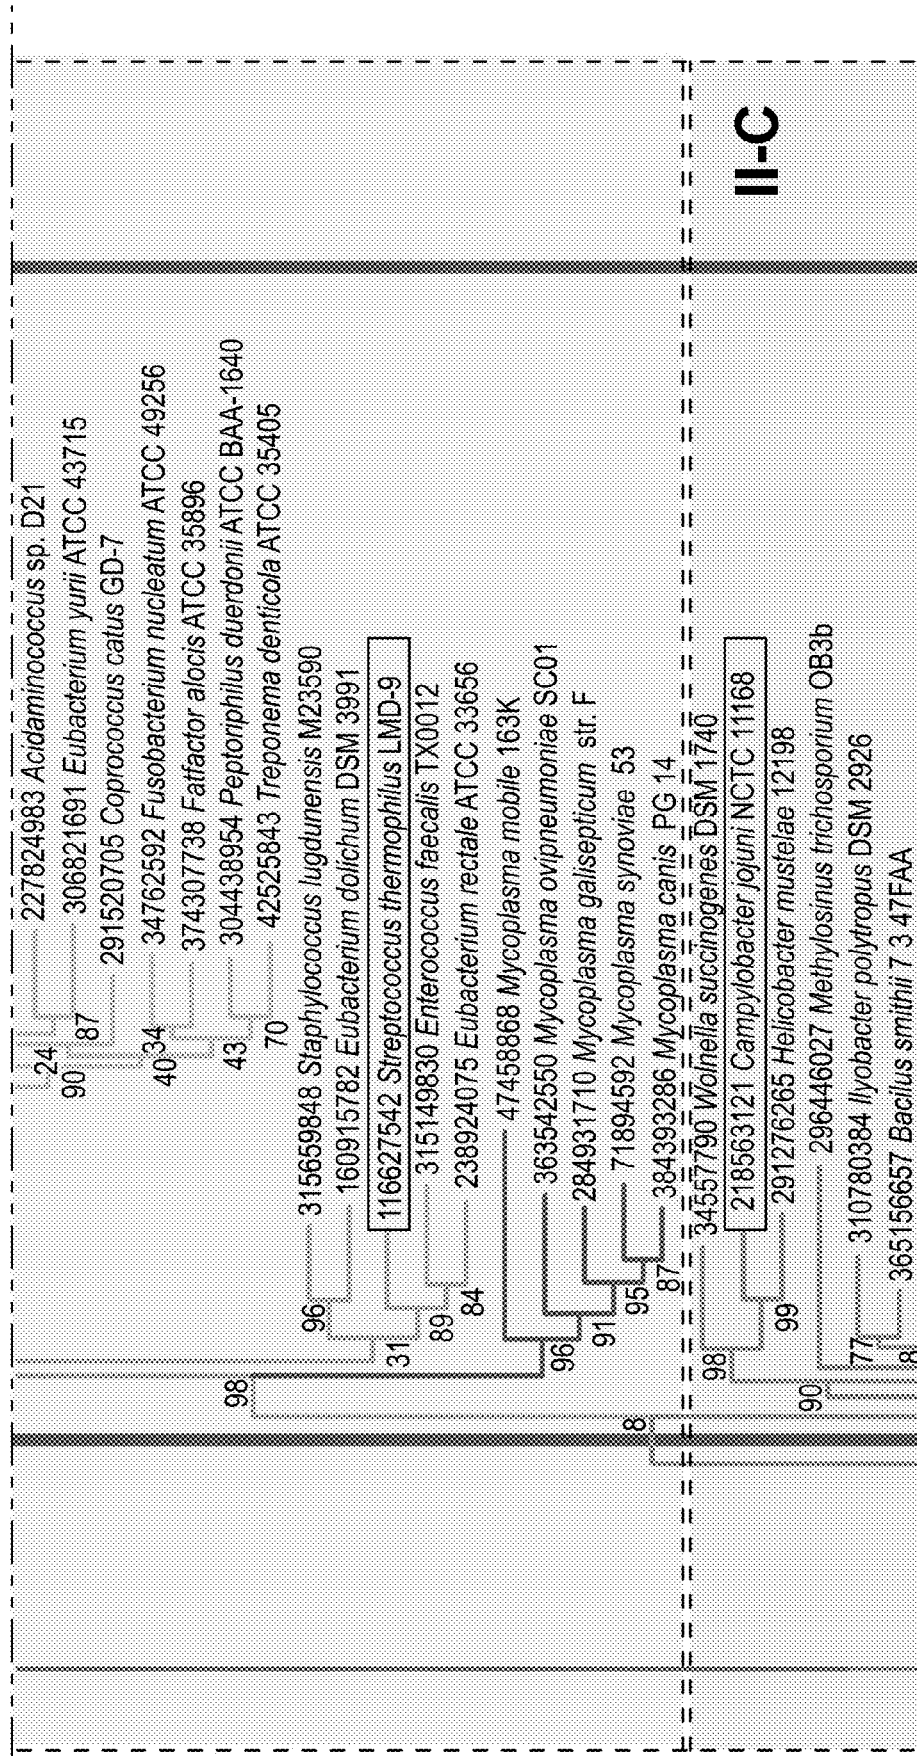 227824983 Acidaminococcus sp. D21
306821691 Eubacterium yurii ATCC 43715
291520705 Coprococcus catus GD-7
34762592 Fusobacterium nucleatum ATCC 49256
374307738 Fatfactor alocis ATCC 35896
304438954 Peptoriphilus duerdonii ATCC BAA-1640
42525843 Treponema denticola ATCC 35405
24
87
90
34
40
43
70
315659848 Staphylococcus lugdunensis M23590
160915782 Eubacterium dolichum DSM 3991
116627542 Streptococcus thermophilus LMD-9
315149830 Enterococcus faecalis TX0012
238924075 Eubacterium rectale ATCC 33656
96
31
89
84
98
47458868 Mycoplasma mobile 163K
363542550 Mycoplasma ovipneumoniae SC01
284931710 Mycoplasma galisepticum str. F
71894592 Mycoplasma synoviae 53
384393286 Mycoplasma canis PG 14
96
91
95
87
8
II-C
34557790 Wolnella succinogenes DSM 1740
218563121 Campylobacter jojuni NCTC 11168
291276265 Helicobacter mustelae 12198
296446027 Methylosinus trichosporium OB3b
310780384 Ilyobacter polytropus DSM 2926
365156657 Bacilus smithii 7 3 47FAA
98
99
90
77